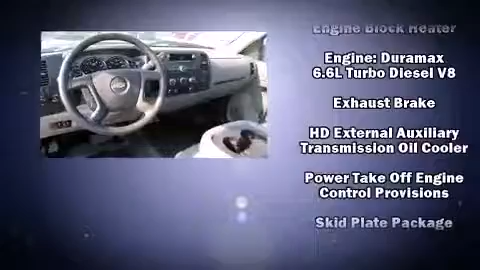 Engine Block Heater
Engine: Duramax
6.6L Turbo Diesel V8
Exhaust Brake
HD External Auxiliary
Transmission Oil Cooler
Power Take Off Engine
Control Provisions
Skid Plate Package